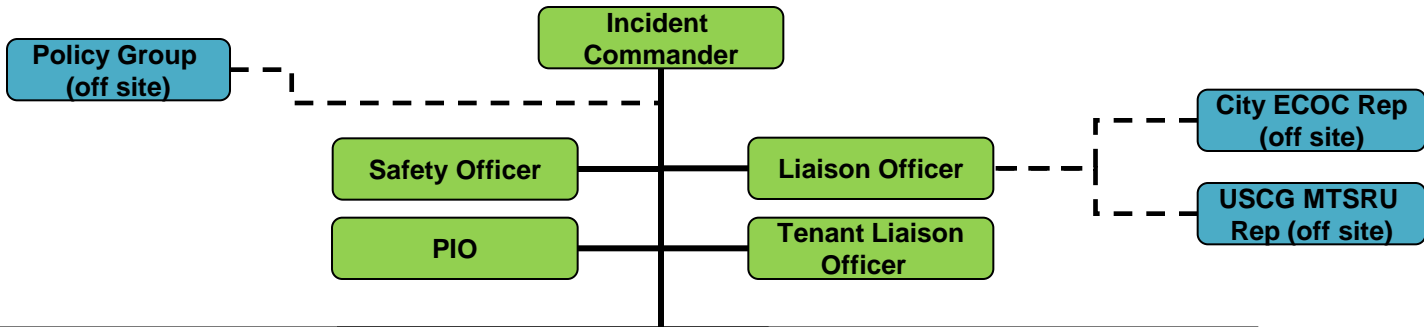 Incident
Commander
Policy Group
(off site)
City ECOC Rep
(off site)
Safety Officer
Liaison Officer
USCG MTSRU
Rep (off site)
PIO
Tenant Liaison
Officer